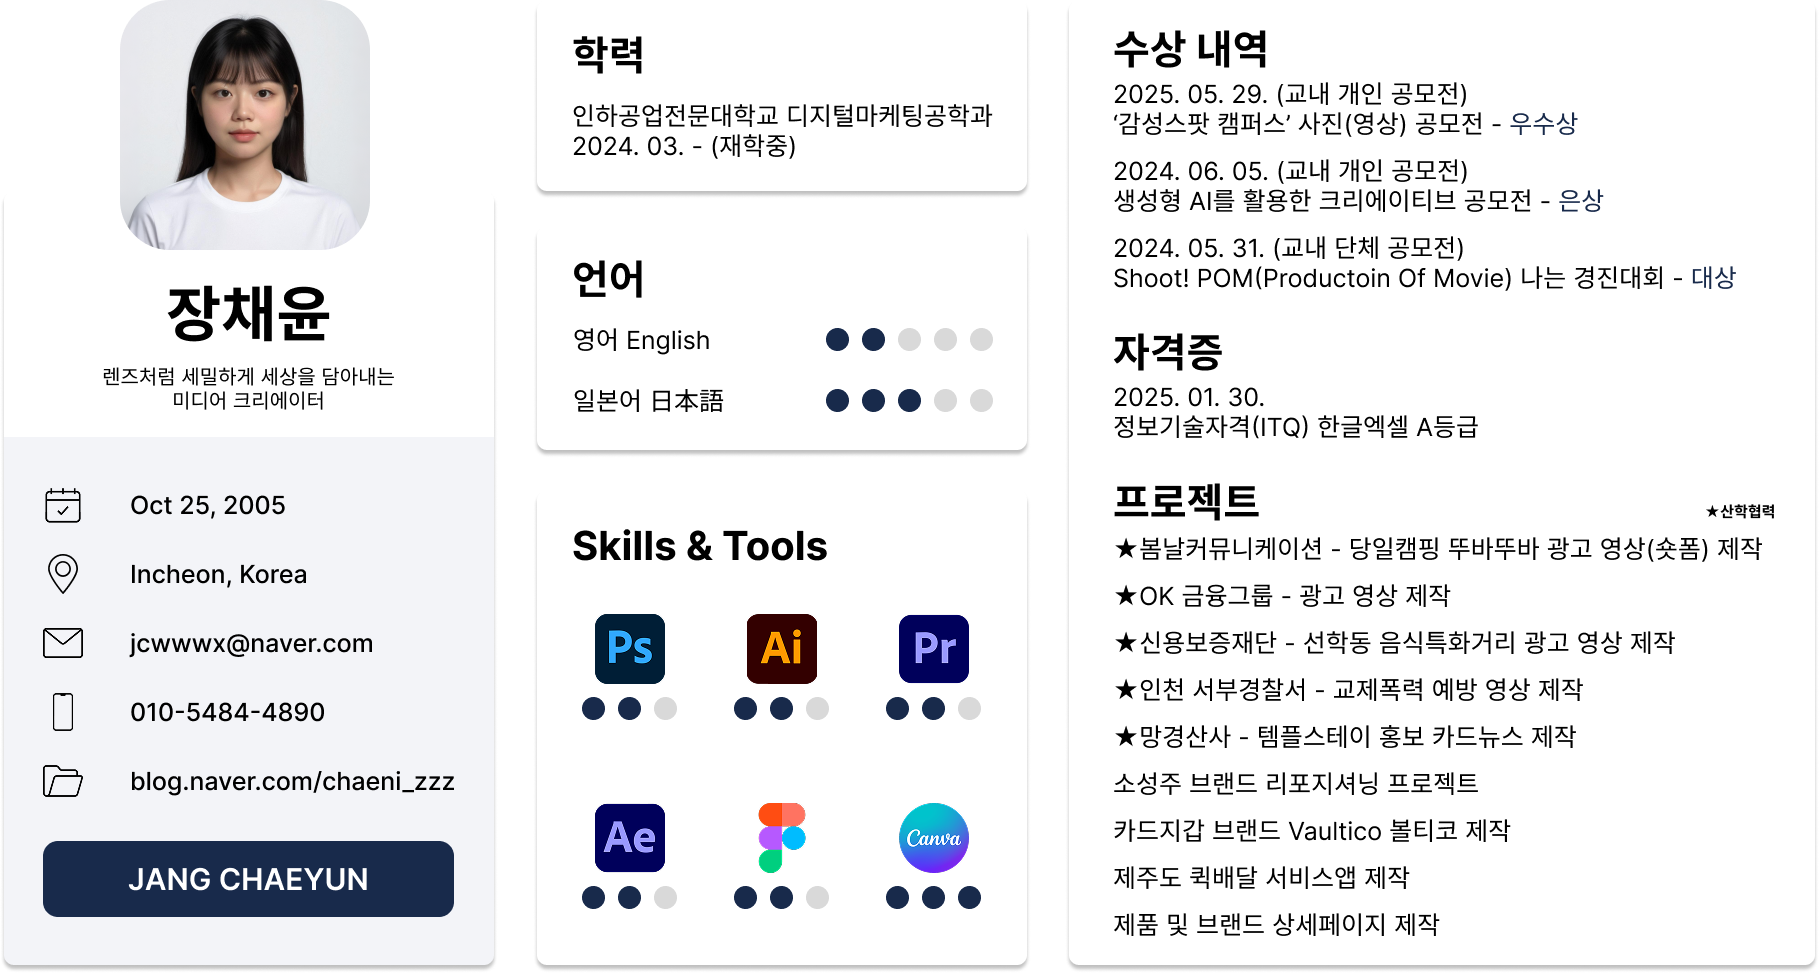 장채윤
렌즈처럼 세밀하게 세상을 담아내는
미디어 크리에이터
Oct 25, 2005
Incheon, Korea
jcwwwx@naver.com
010-5484-4890
blog.naver.com/chaeni_zzz
JANG CHAEYUN
학력
인하공업전문대학교 디지털마케팅공학과
2024. 03. - (재학중)
언어
영어 English
일본어 日本語
Skills & Tools
Ps Ai Pr
Ae Canva
수상 내역
2025. 05. 29. (교내 개인 공모전)
‘감성스팟 캠퍼스’ 사진(영상) 공모전 - 우수상
2024. 06. 05. (교내 개인 공모전)
생성형 AI를 활용한 크리에이티브 공모전 - 은상
2024. 05. 31. (교내 단체 공모전)
Shoot! POM(Productoin Of Movie) 나는 경진대회 - 대상
자격증
2025. 01. 30.
정보기술자격(ITQ) 한글엑셀 A등급
프로젝트
★산학협력
★봄날커뮤니케이션 - 당일캠핑 뚜바뚜바 광고 영상(숏폼) 제작
★OK 금융그룹 - 광고 영상 제작
★신용보증재단 - 선학동 음식특화거리 광고 영상 제작
★인천 서부경찰서 - 교제폭력 예방 영상 제작
★망경산사 - 템플스테이 홍보 카드뉴스 제작
소성주 브랜드 리포지셔닝 프로젝트
카드지갑 브랜드 Vaultico 볼티코 제작
제주도 퀵배달 서비스앱 제작
제품 및 브랜드 상세페이지 제작